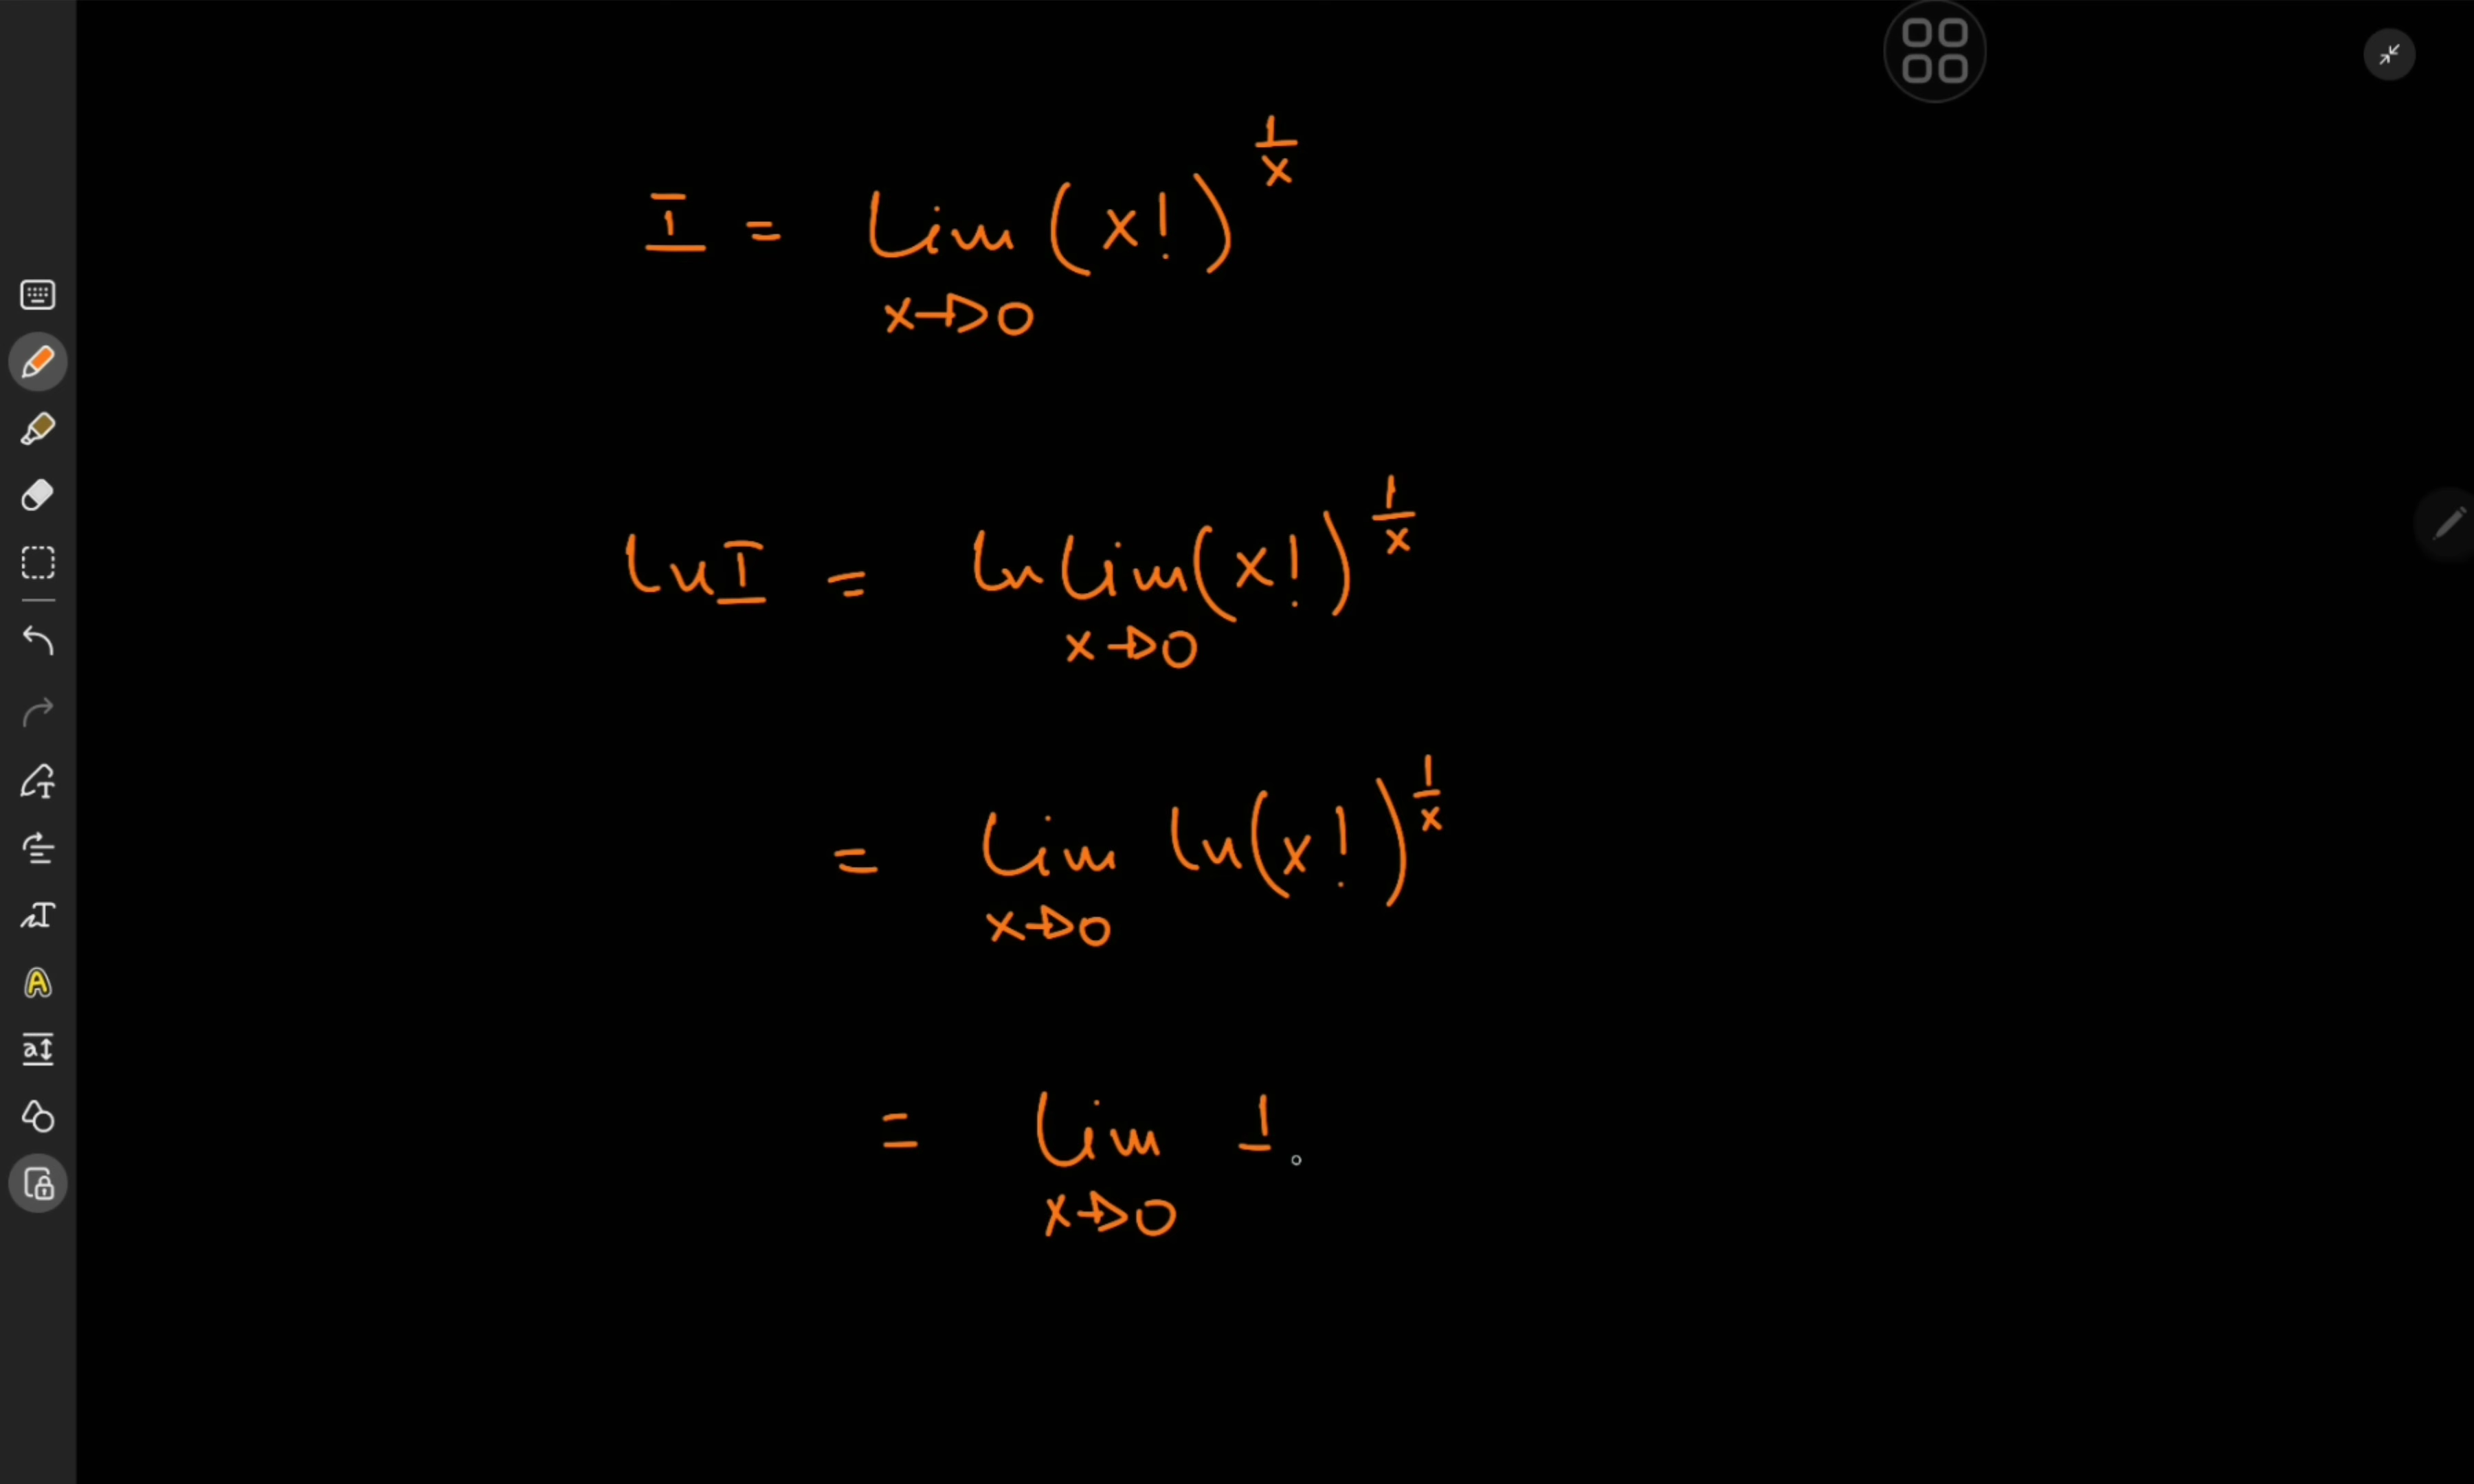 I = Lim (x!)^{1/x}
x→0
ln I = ln Lim (x!)^{1/x}
x→0
= Lim ln(x!)^{1/x}
x→0
= Lim 1
x→0